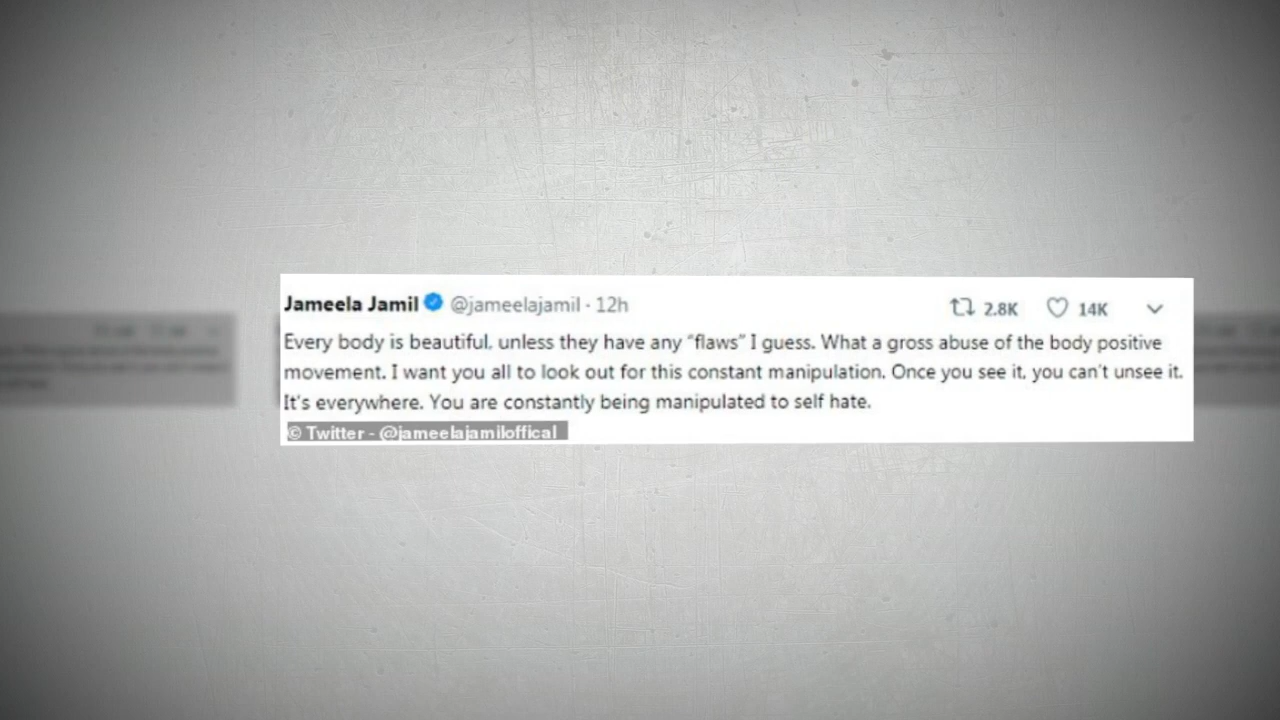 Jameela Jamil @jameelajamil · 12h 2.8K 14K
Every body is beautiful, unless they have any “flaws” I guess. What a gross abuse of the body positive
movement. I want you all to look out for this constant manipulation. Once you see it, you can't unsee it.
It's everywhere. You are constantly being manipulated to self hate.
© Twitter - @jameelajamiloffical